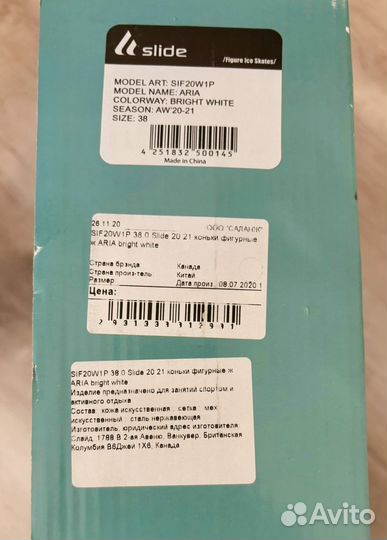 slide
/Figure Ice Skates/
MODEL ART: SIF20W1P
MODEL NAME: ARIA
COLORWAY: BRIGHT WHITE
SEASON: AW'20-21
SIZE: 38
4 251832 500145
Made in China
26.11.20 ООО "САДАНЖ"
SIF20W1P 38.0 Slide 20 21 коньки фигурные
ж ARIA bright white
Страна брэнда Канада
Страна произ-тель Китай
Размер Дата произ. 08.07.2020 1
Цена:
SIF20W1P 38.0 Slide 20 21 коньки фигурные ж
ARIA bright white
Изделие предназначено для занятий спортом и
активного отдыха
Состав: кожа искусственная; сетка; мех
искусственный; сталь нержавеющая
Изготовитель, юридический адрес изготовителя:
Слайд, 1788 В 2-ая Авеню, Ванкувер, Британская
Колумбия В6Джей 1Х6, Канада
Avito